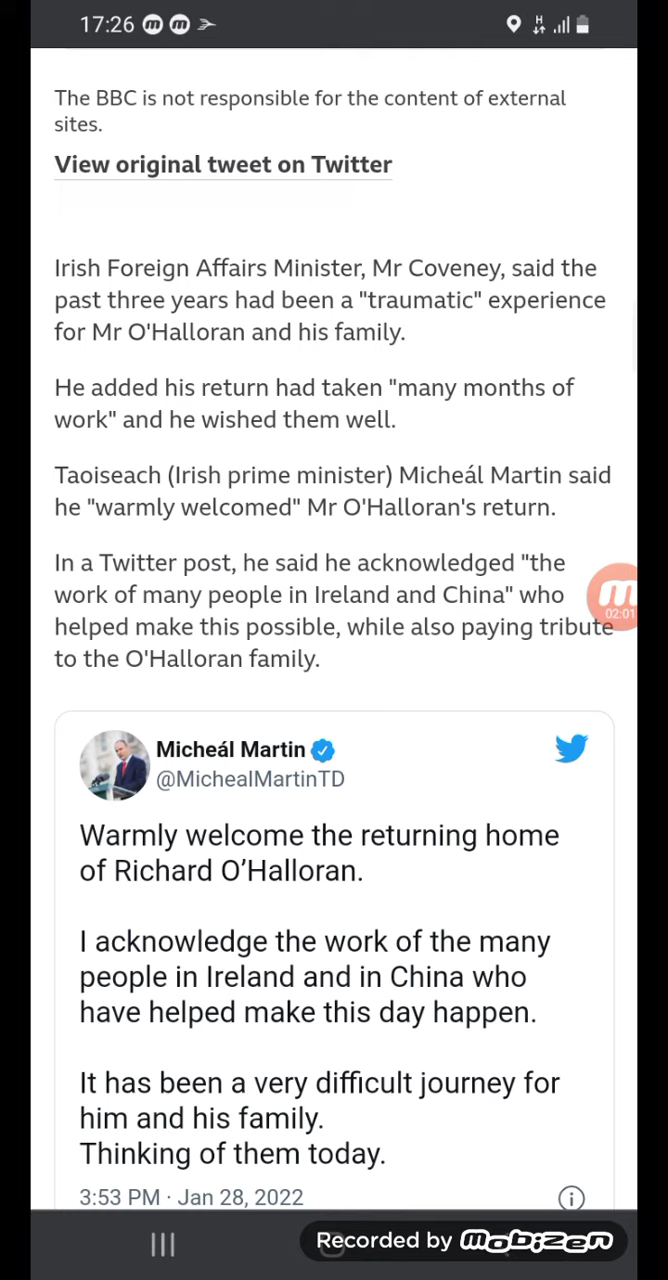 17:26
The BBC is not responsible for the content of external
sites.
View original tweet on Twitter
Irish Foreign Affairs Minister, Mr Coveney, said the
past three years had been a "traumatic" experience
for Mr O'Halloran and his family.
He added his return had taken "many months of
work" and he wished them well.
Taoiseach (Irish prime minister) Micheál Martin said
he "warmly welcomed" Mr O'Halloran's return.
In a Twitter post, he said he acknowledged "the
work of many people in Ireland and China" who
helped make this possible, while also paying tribute
to the O'Halloran family.
02:01
Micheál Martin
@MichealMartinTD
Warmly welcome the returning home
of Richard O’Halloran.
I acknowledge the work of the many
people in Ireland and in China who
have helped make this day happen.
It has been a very difficult journey for
him and his family.
Thinking of them today.
3:53 PM · Jan 28, 2022
Recorded by mobizen